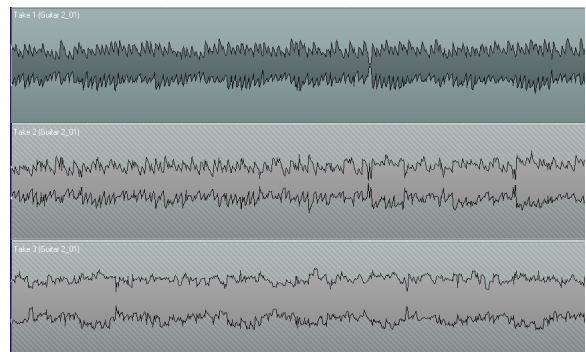 Take 1 (Guitar 2_01)
Take 2 (Guitar 2_01)
Take 3 (Guitar 2_01)